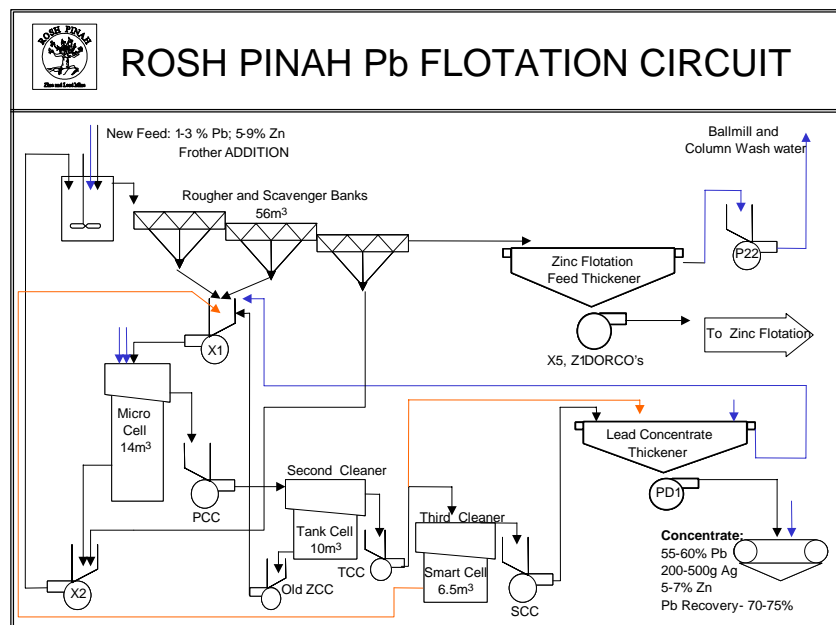 ROSH PINAH
Zinc and Lead Mine
ROSH PINAH Pb FLOTATION CIRCUIT
New Feed: 1-3 % Pb; 5-9% Zn
Frother ADDITION
Ballmill and
Column Wash water
Rougher and Scavenger Banks
56m³
P22
Zinc Flotation
Feed Thickener
To Zinc Flotation
X5, Z1DORCO's
X1
Micro
Cell
14m³
PCC
Second Cleaner
Tank Cell
10m³
Old ZCC
TCC
Third Cleaner
Smart Cell
6.5m³
SCC
X2
Lead Concentrate
Thickener
PD1
Concentrate:
55-60% Pb
200-500g Ag
5-7% Zn
Pb Recovery- 70-75%